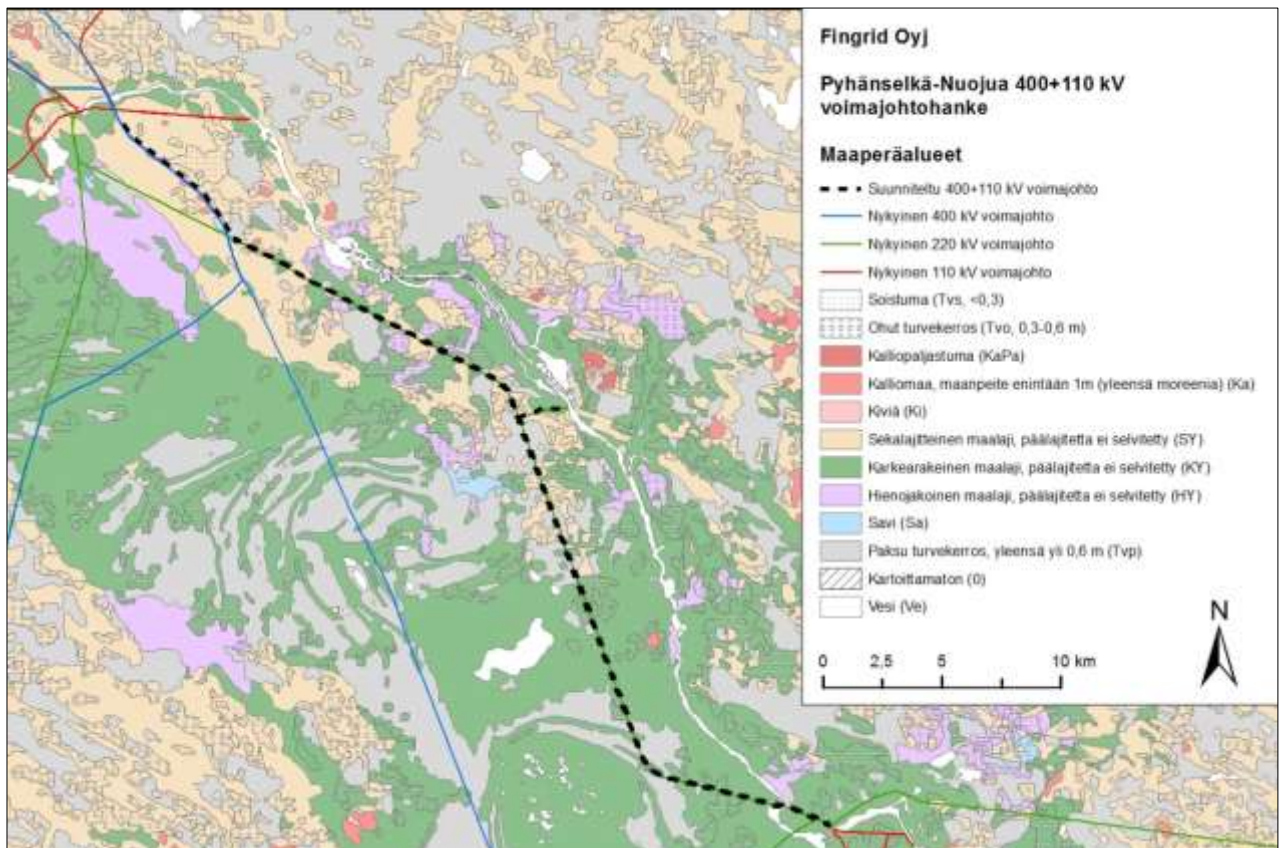 Fingrid Oyj
Pyhänselkä-Nuojua 400+110 kV
voimajohtohanke
Maaperäalueet
Suunniteltu 400+110 kV voimajohto
Nykyinen 400 kV voimajohto
Nykyinen 220 kV voimajohto
Nykyinen 110 kV voimajohto
Soistuma (Tvs, <0,3)
Ohut turvekerros (Tvo, 0,3-0,6 m)
Kalliopaljastuma (KaPa)
Kalliomaa, maanpeite enintään 1m (yleensä moreenia) (Ka)
Kiviä (Ki)
Sekalajitteinen maalaji, päälajitetta ei selvitetty (SY)
Karkearakeinen maalaji, päälajitetta ei selvitetty (KY)
Hienojakoinen maalaji, päälajitetta ei selvitetty (HY)
Savi (Sa)
Paksu turvekerros, yleensä yli 0,6 m (Tvp)
Kartoittamaton (0)
Vesi (Ve)
N
0 2,5 5 10 km